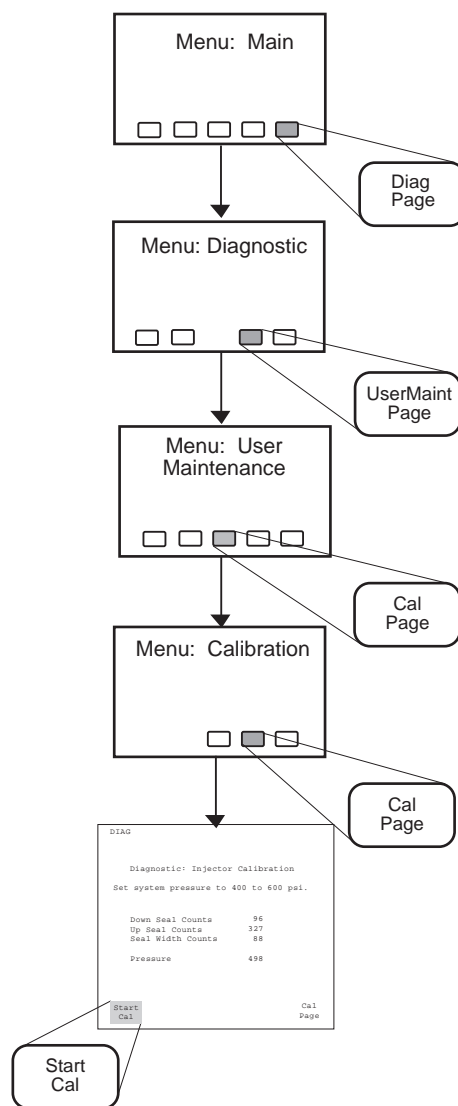 Menu: Main
Diag
Page
Menu: Diagnostic
UserMaint
Page
Menu: User
Maintenance
Cal
Page
Menu: Calibration
Cal
Page
DIAG
Diagnostic: Injector Calibration
Set system pressure to 400 to 600 psi.
Down Seal Counts 96
Up Seal Counts 327
Seal Width Counts 88
Pressure 498
Start
Cal
Cal
Page
Start
Cal